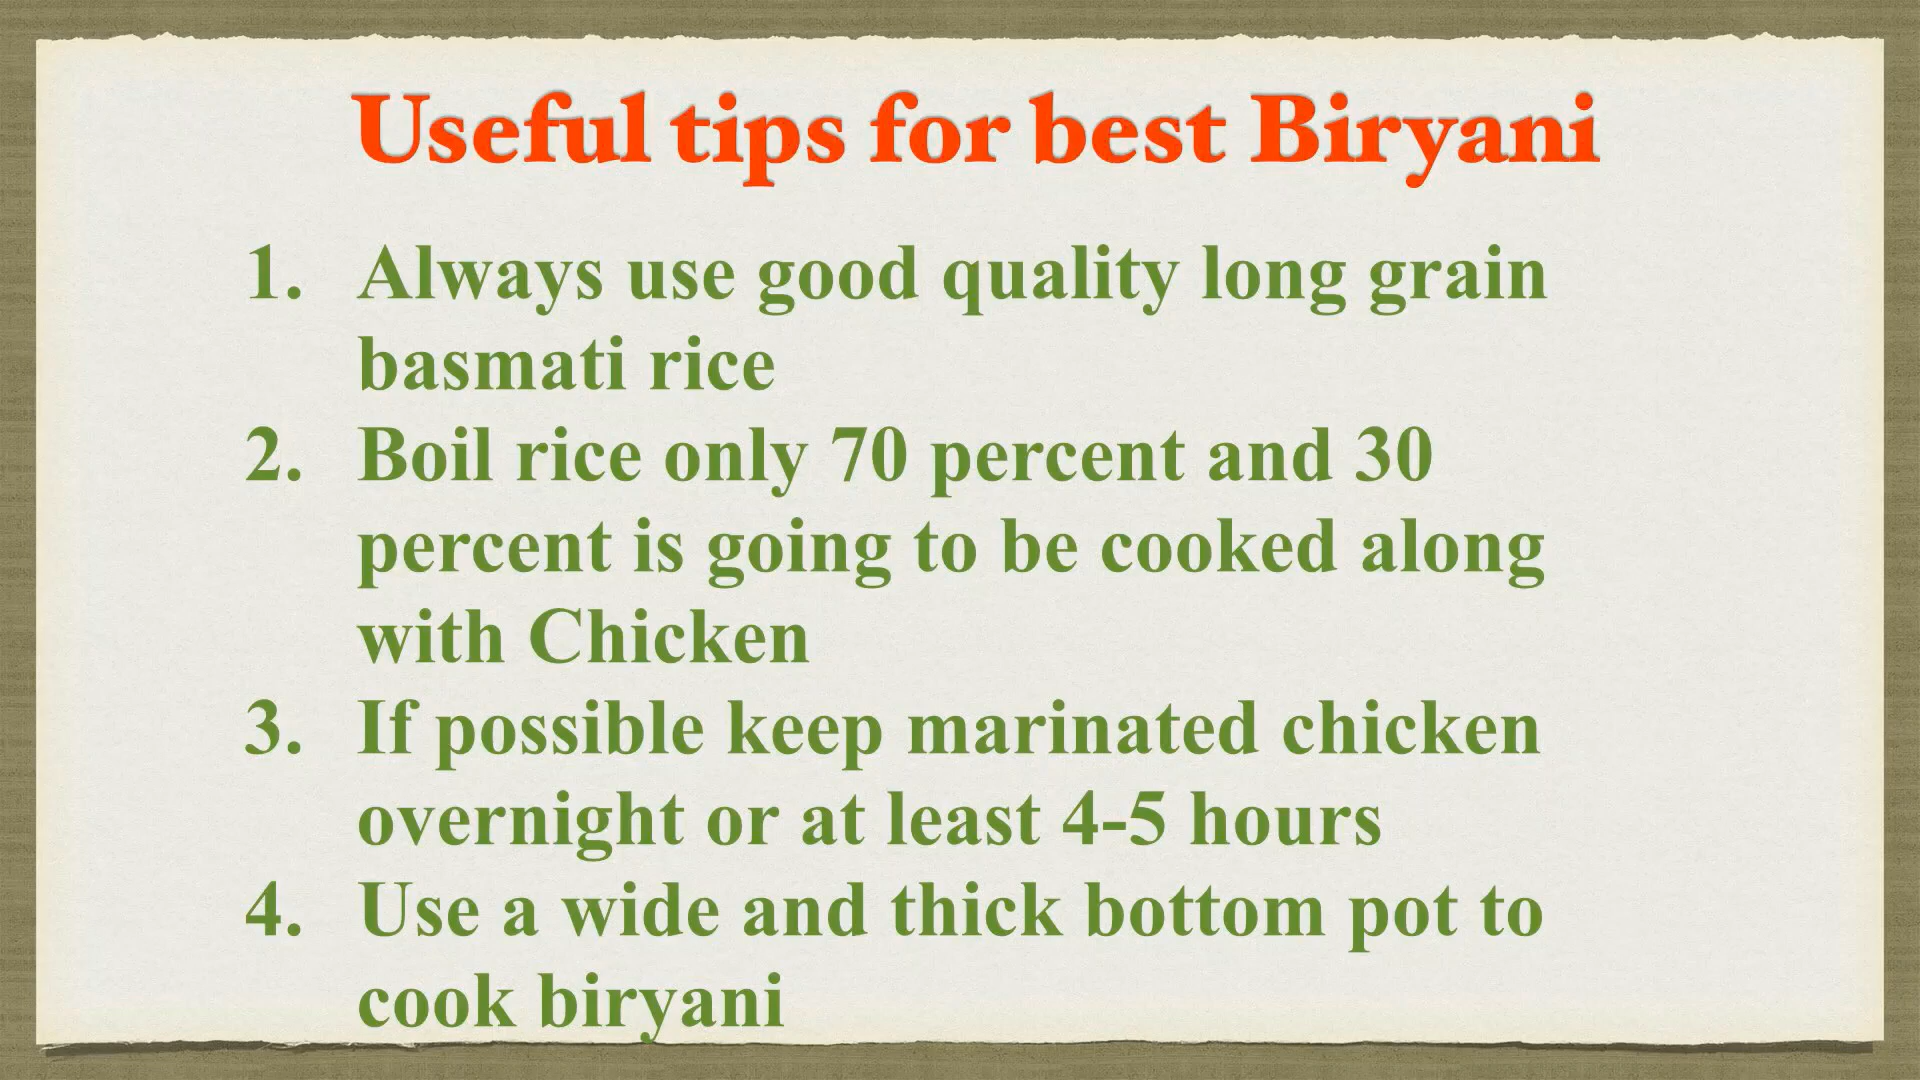 Useful tips for best Biryani
1. Always use good quality long grain
basmati rice
2. Boil rice only 70 percent and 30
percent is going to be cooked along
with Chicken
3. If possible keep marinated chicken
overnight or at least 4-5 hours
4. Use a wide and thick bottom pot to
cook biryani